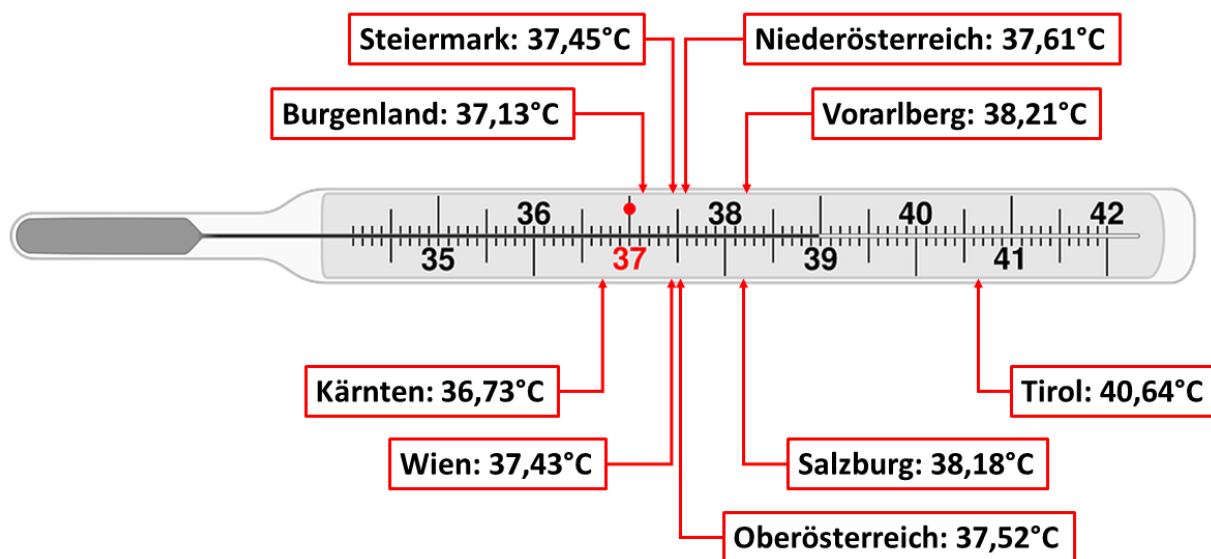 Steiermark: 37,45°C
Niederösterreich: 37,61°C
Burgenland: 37,13°C
Vorarlberg: 38,21°C
36 38 40 42
35 37 39 41
Kärnten: 36,73°C
Tirol: 40,64°C
Wien: 37,43°C
Salzburg: 38,18°C
Oberösterreich: 37,52°C